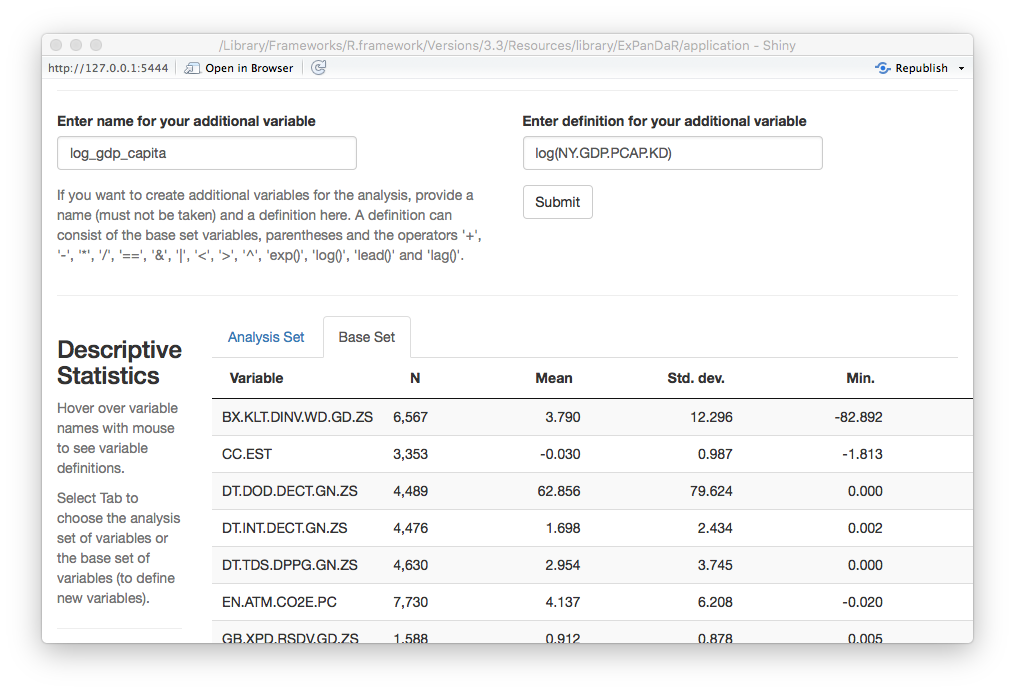 /Library/Frameworks/R.framework/Versions/3.3/Resources/library/ExPanDaR/application - Shiny
http://127.0.0.1:5444 Open in Browser Republish
Enter name for your additional variable
log_gdp_capita
If you want to create additional variables for the analysis, provide a
name (must not be taken) and a definition here. A definition can
consist of the base set variables, parentheses and the operators '+',
'-', '*', '/', '==', '&', '|', '<', '>', '^', 'exp()', 'log()', 'lead()' and 'lag()'.
Enter definition for your additional variable
log(NY.GDP.PCAP.KD)
Submit
Descriptive
Statistics
Hover over variable
names with mouse
to see variable
definitions.
Select Tab to
choose the analysis
set of variables or
the base set of
variables (to define
new variables).
Analysis Set Base Set
Variable N Mean Std. dev. Min.
BX.KLT.DINV.WD.GD.ZS 6,567 3.790 12.296 -82.892
CC.EST 3,353 -0.030 0.987 -1.813
DT.DOD.DECT.GN.ZS 4,489 62.856 79.624 0.000
DT.INT.DECT.GN.ZS 4,476 1.698 2.434 0.002
DT.TDS.DPPG.GN.ZS 4,630 2.954 3.745 0.000
EN.ATM.CO2E.PC 7,730 4.137 6.208 -0.020
GB.XPD.RSDV.GD.ZS 1,588 0.912 0.878 0.005